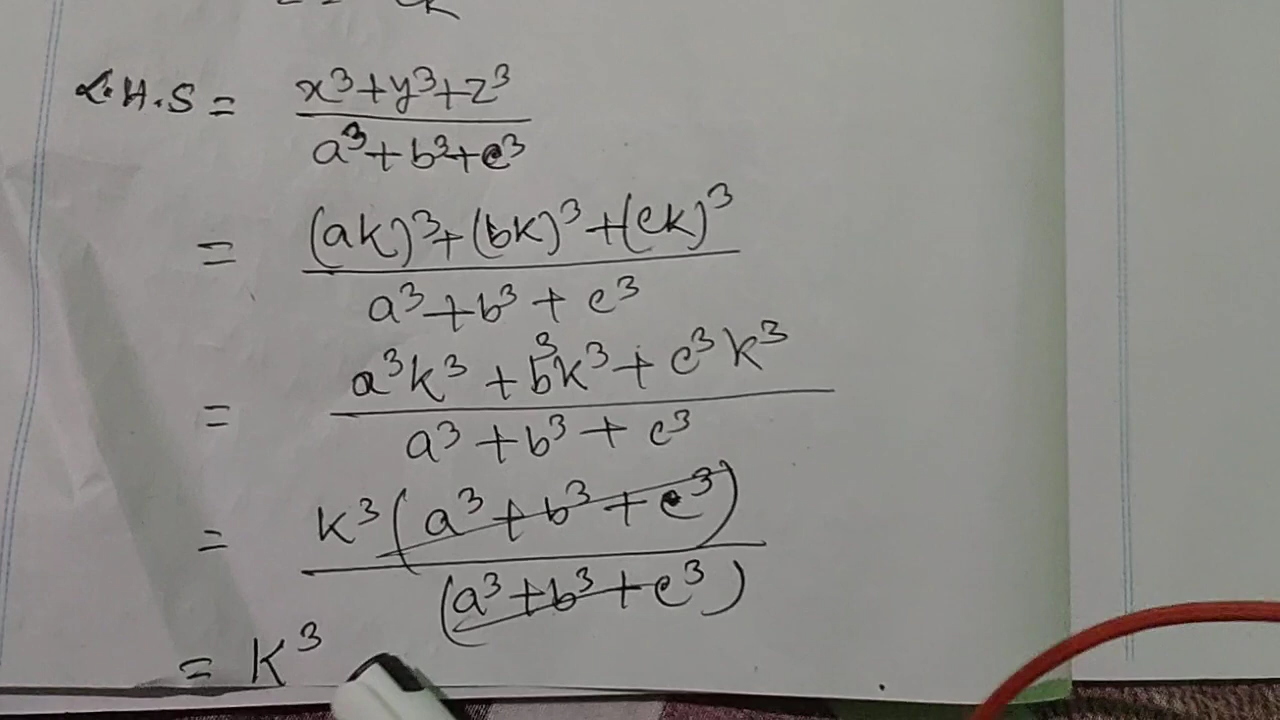 L.H.S = x³+y³+z³ / a³+b³+c³
= (ak)³+(bk)³+(ck)³ / a³+b³+c³
= a³k³+b³k³+c³k³ / a³+b³+c³
= k³(a³+b³+c³) / (a³+b³+c³)
= k³